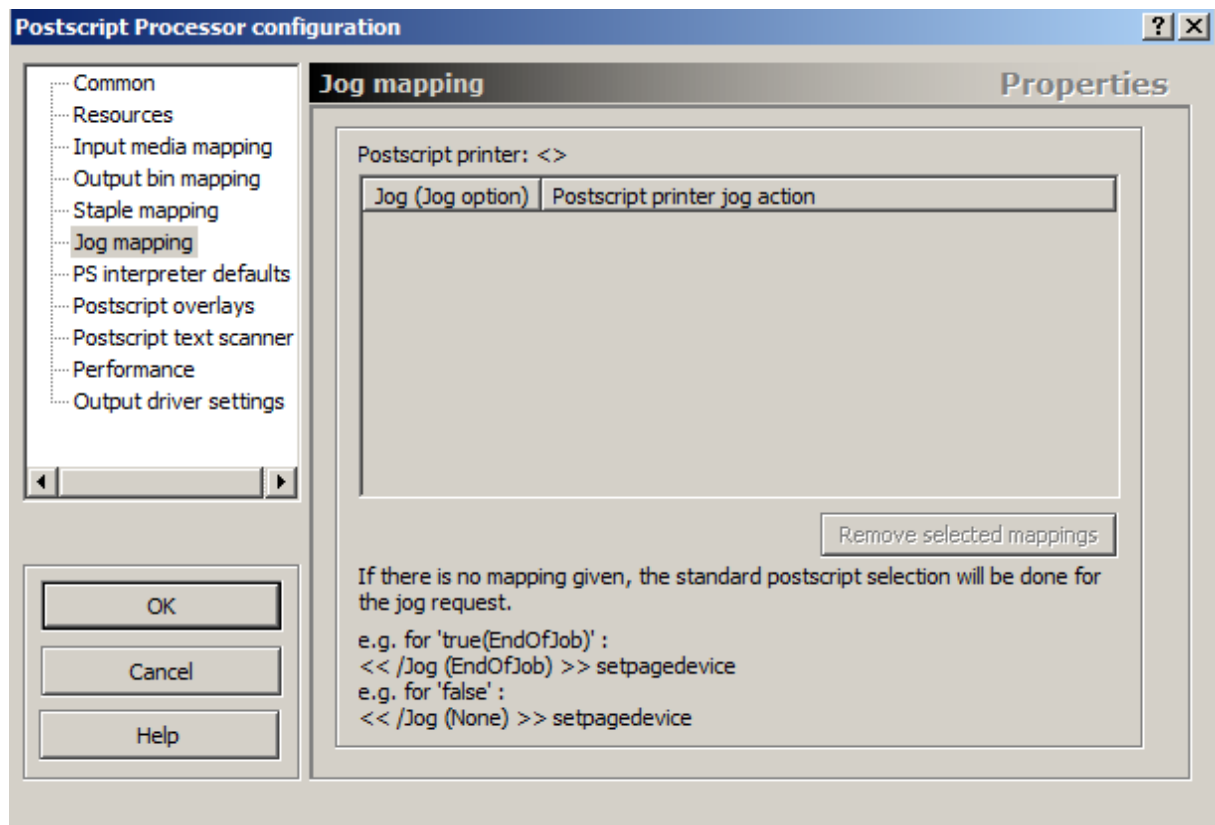 Postscript Processor configuration
Common
Resources
Input media mapping
Output bin mapping
Staple mapping
Jog mapping
PS interpreter defaults
Postscript overlays
Postscript text scanner
Performance
Output driver settings
OK
Cancel
Help
Jog mapping Properties
Postscript printer: <>
Jog (Jog option) Postscript printer jog action
Remove selected mappings
If there is no mapping given, the standard postscript selection will be done for
the jog request.
e.g. for 'true(EndOfJob)' :
<< /Jog (EndOfJob) >> setpagedevice
e.g. for 'false' :
<< /Jog (None) >> setpagedevice